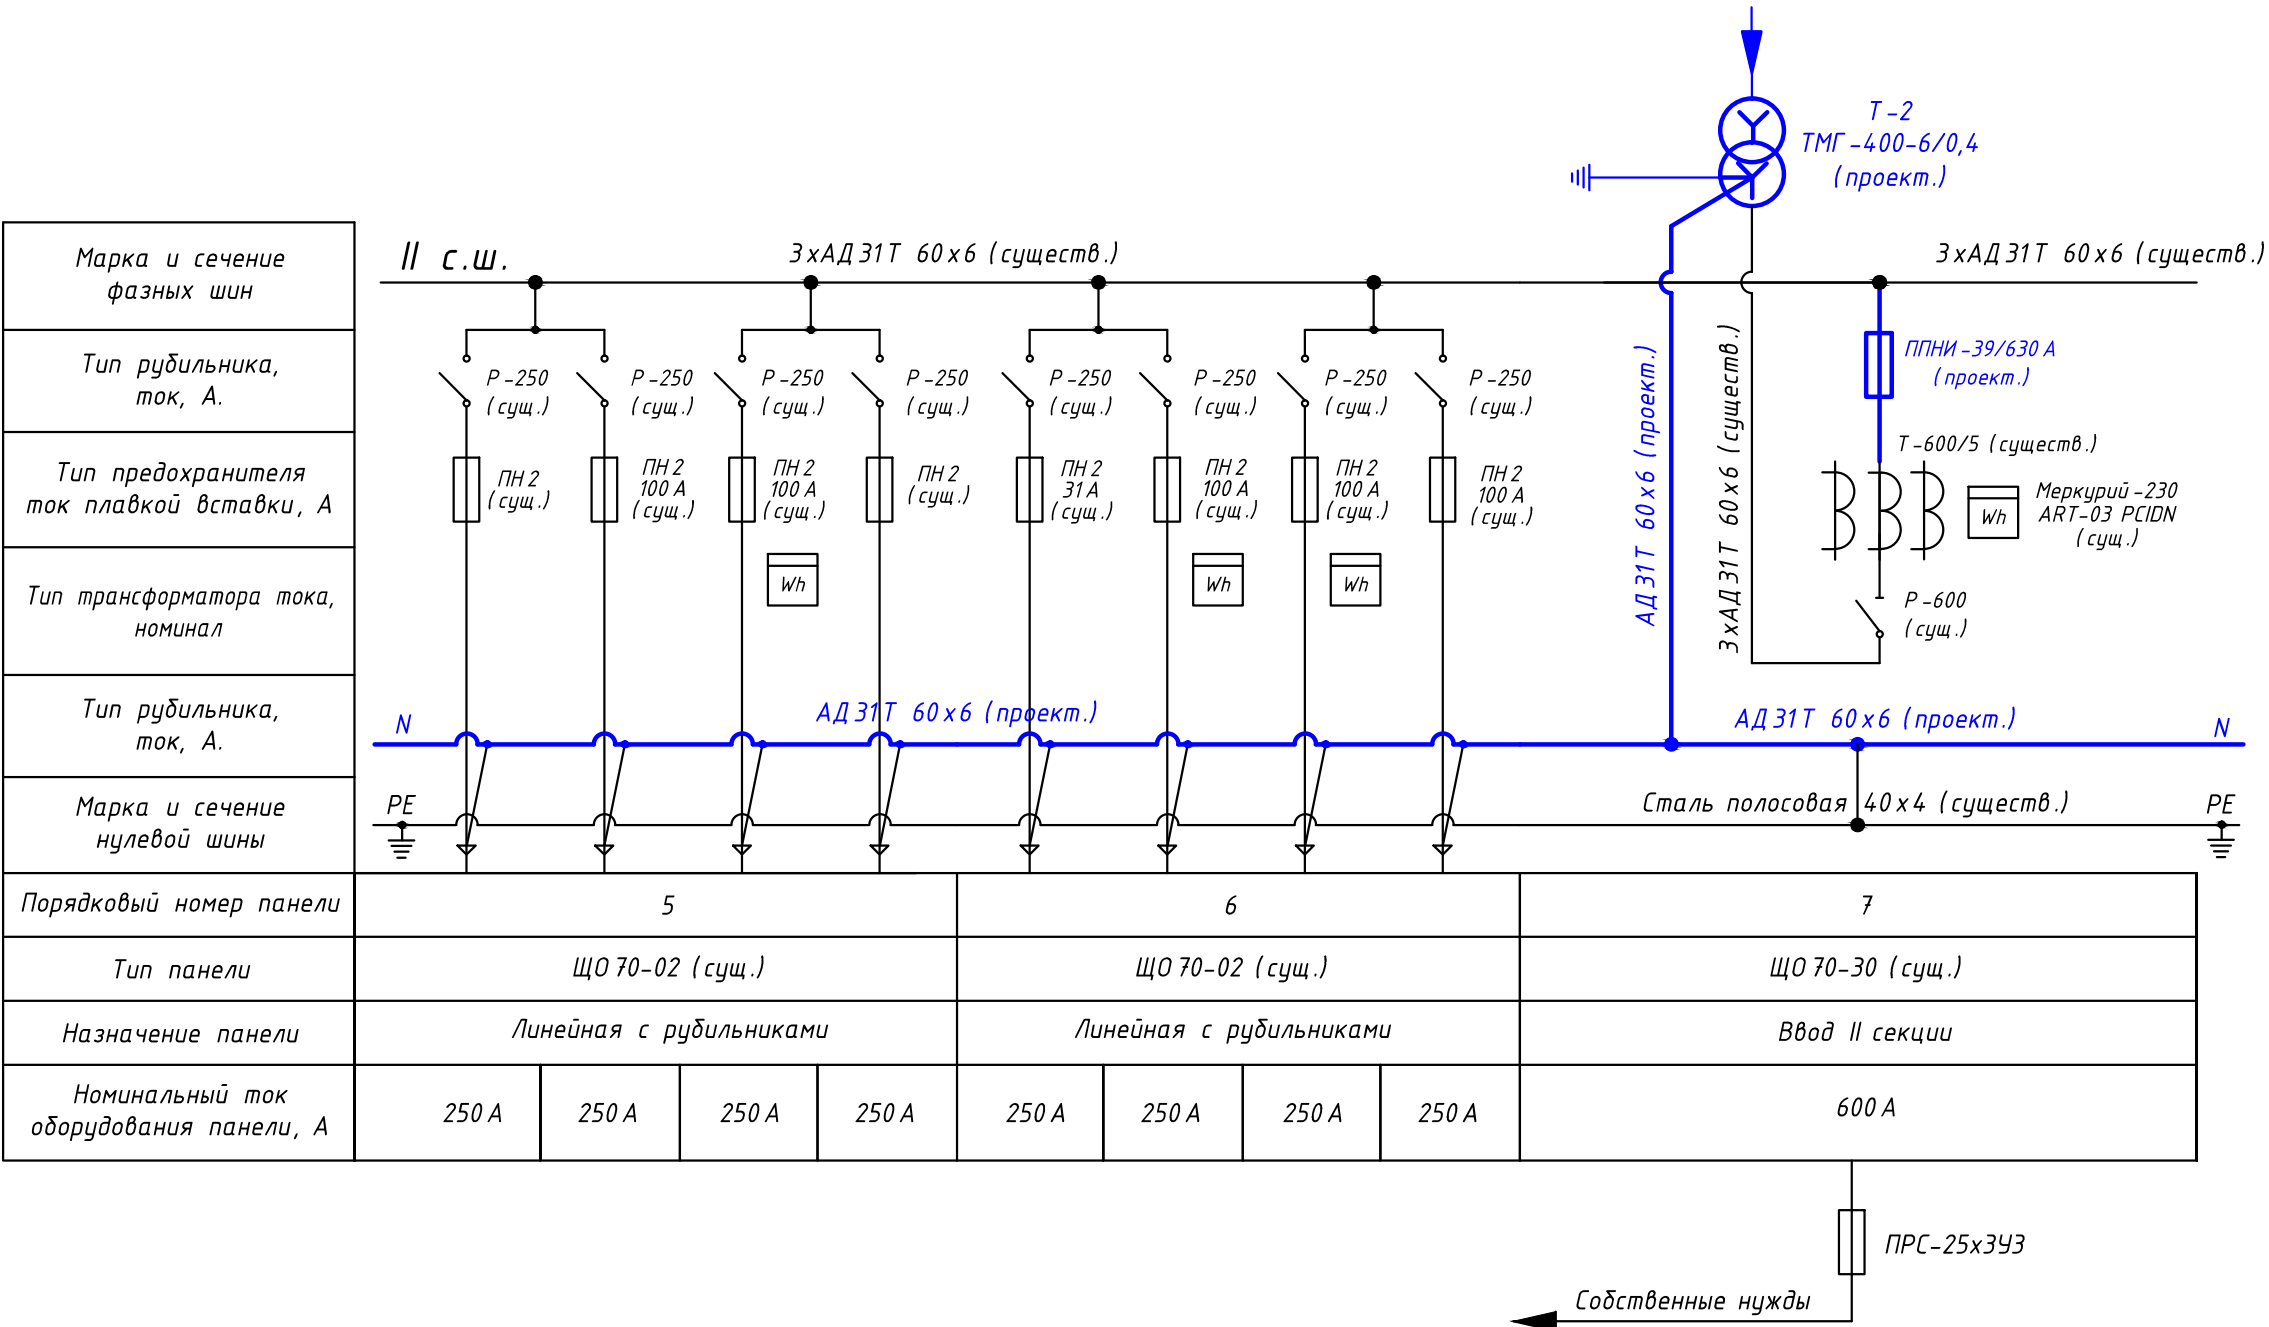 Т-2
ТМГ-400-6/0,4
(проект.)
Марка и сечение
фазных шин
II с.ш.
3хАД31Т 60х6 (существ.)
3хАД31Т 60х6 (существ.)
Тип рубильника,
ток, А.
Р-250
(сущ.)
Р-250
(сущ.)
Р-250
(сущ.)
Р-250
(сущ.)
Р-250
(сущ.)
Р-250
(сущ.)
Р-250
(сущ.)
Р-250
(сущ.)
АД31Т 60х6 (проект.)
3хАД31Т 60х6 (существ.)
ППНИ-39/630 А
(проект.)
Тип предохранителя
ток плавкой вставки, А
ПН2
(сущ.)
ПН2
100 А
(сущ.)
ПН2
100 А
(сущ.)
ПН2
(сущ.)
ПН2
31 А
(сущ.)
ПН2
100 А
(сущ.)
ПН2
100 А
(сущ.)
ПН2
100 А
(сущ.)
Т-600/5 (существ.)
Wh
Меркурий-230
ART-03 PCIDN
(сущ.)
Тип трансформатора тока,
номинал
Wh
Wh
Wh
Р-600
(сущ.)
Тип рубильника,
ток, А.
N
АД31Т 60х6 (проект.)
АД31Т 60х6 (проект.)
N
Марка и сечение
нулевой шины
PE
Сталь полосовая 40х4 (существ.)
PE
Порядковый номер панели
5
6
7
Тип панели
ЩО70-02 (сущ.)
ЩО70-02 (сущ.)
ЩО70-30 (сущ.)
Назначение панели
Линейная с рубильниками
Линейная с рубильниками
Ввод II секции
Номинальный ток
оборудования панели, А
250 А
250 А
250 А
250 А
250 А
250 А
250 А
250 А
600 А
ПРС-25х3У3
Собственные нужды